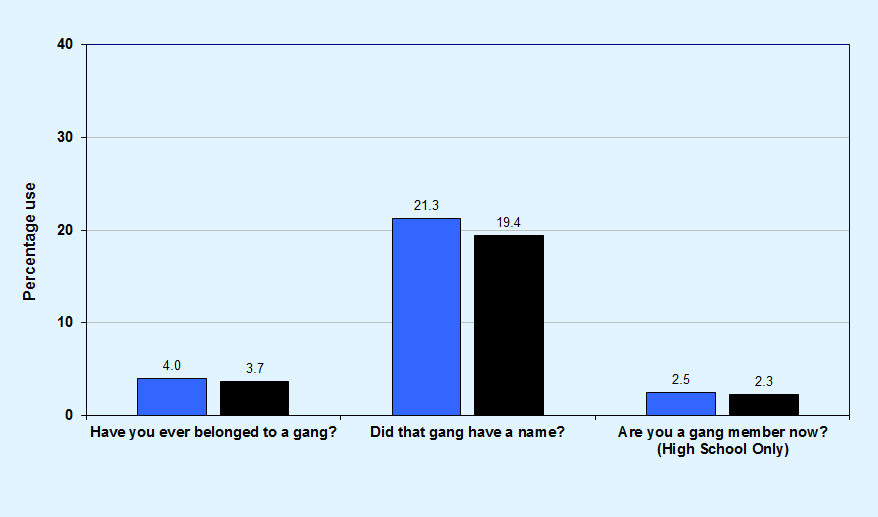 40
30
20
10
0
Percentage use
4.0
3.7
21.3
19.4
2.5
2.3
Have you ever belonged to a gang?
Did that gang have a name?
Are you a gang member now?
(High School Only)